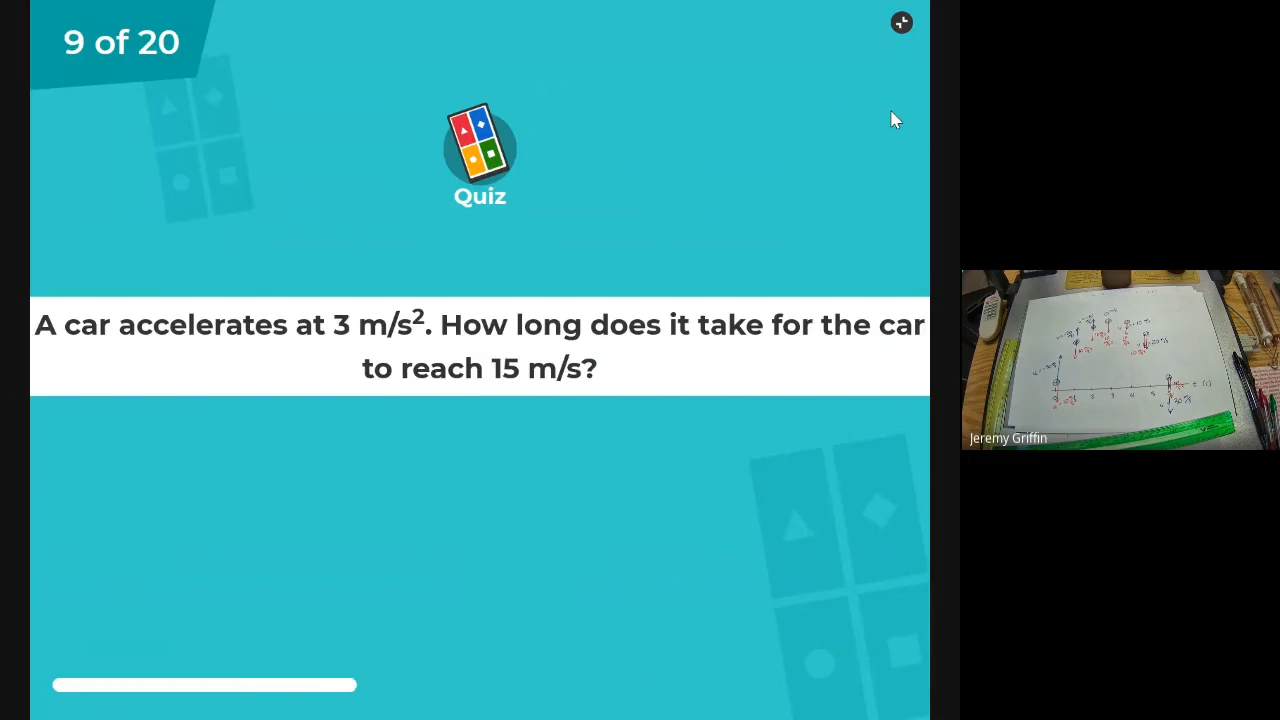 9 of 20
Quiz
A car accelerates at 3 m/s². How long does it take for the car
to reach 15 m/s?
Jeremy Griffin